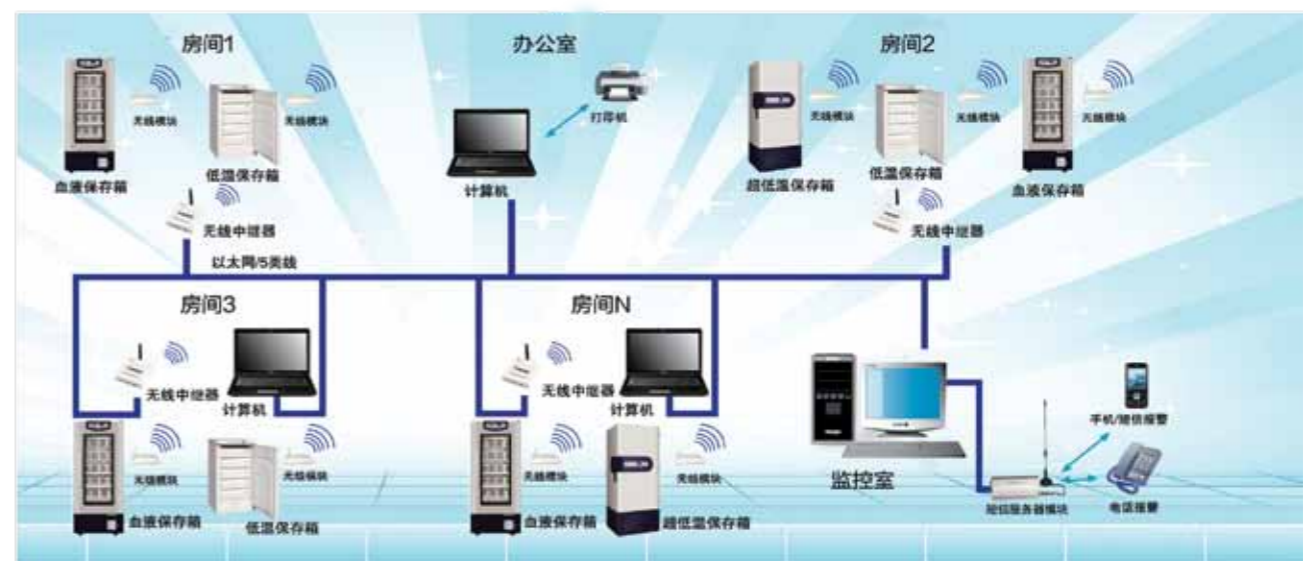 房间1
办公室
房间2
无线模块
无线模块
打印机
无线模块
无线模块
无线模块
血液保存箱
低温保存箱
计算机
超低温保存箱
低温保存箱
血液保存箱
无线中继器
无线中继器
以太网/5类线
房间3
房间N
无线中继器
计算机
无线中继器
计算机
手机/短信报警
无线模块
无线模块
无线模块
无线模块
监控室
血液保存箱
低温保存箱
血液保存箱
超低温保存箱
短信服务器模块
电话报警